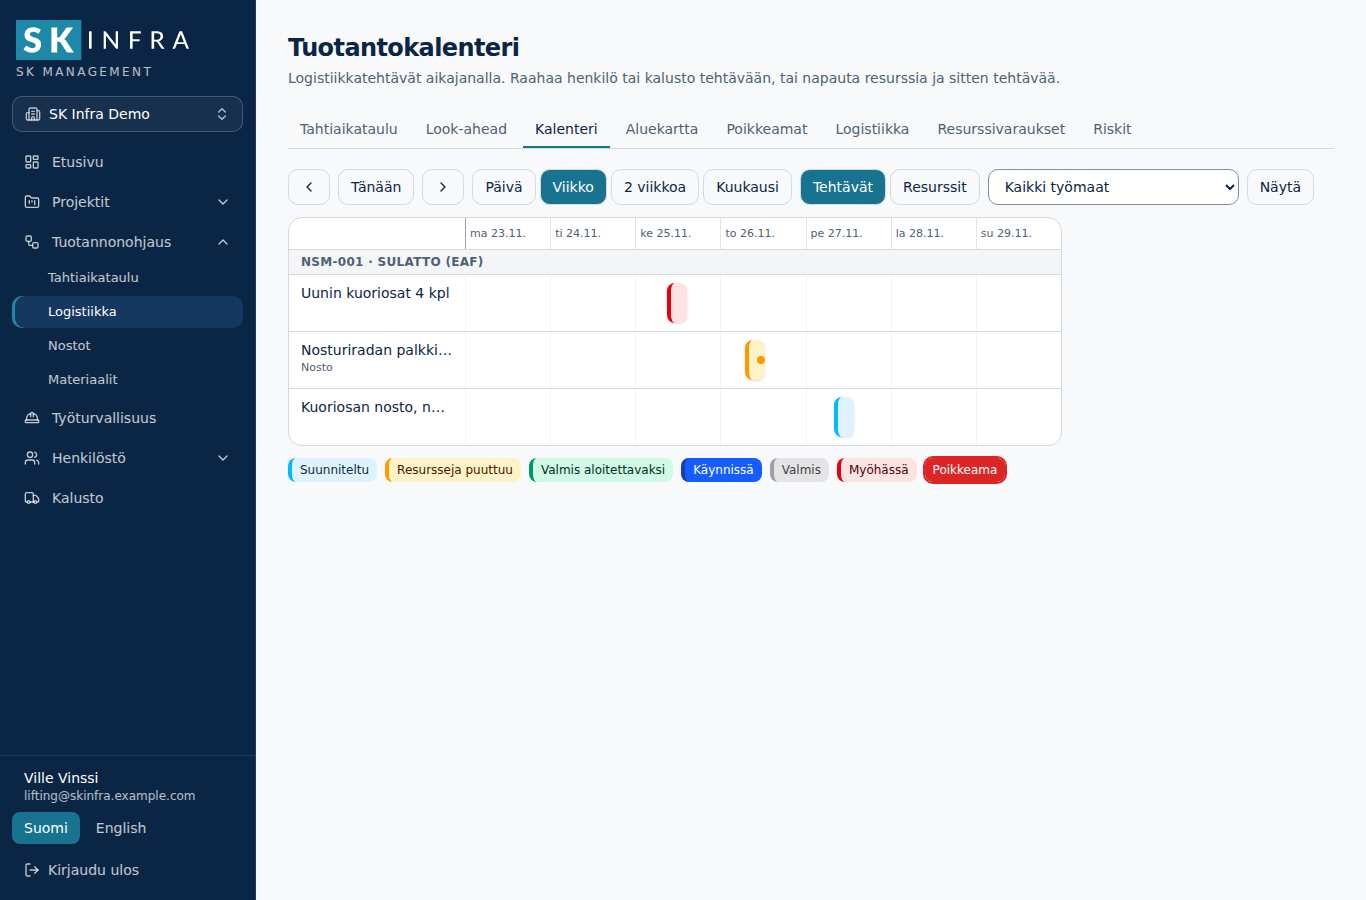 SK INFRA
SK MANAGEMENT
SK Infra Demo
Etusivu
Projektit
Tuotannonohjaus
Tahtiaikataulu
Logistiikka
Nostot
Materiaalit
Työturvallisuus
Henkilöstö
Kalusto
Ville Vinssi
lifting@skinfra.example.com
Suomi English
Kirjaudu ulos
Tuotantokalenteri
Logistiikkatehtävät aikajanalla. Raahaa henkilö tai kalusto tehtävään, tai napauta resurssia ja sitten tehtävää.
Tahtiaikataulu Look-ahead Kalenteri Aluekartta Poikkeamat Logistiikka Resurssivaraukset Riskit
Tänään Päivä Viikko 2 viikkoa Kuukausi Tehtävät Resurssit Kaikki työmaat Näytä
ma 23.11. ti 24.11. ke 25.11. to 26.11. pe 27.11. la 28.11. su 29.11.
NSM-001 · SULATTO (EAF)
Uunin kuoriosat 4 kpl
Nosturiradan palkki…
Nosto
Kuoriosan nosto, n…
Suunniteltu Resursseja puuttuu Valmis aloitettavaksi Käynnissä Valmis Myöhässä Poikkeama